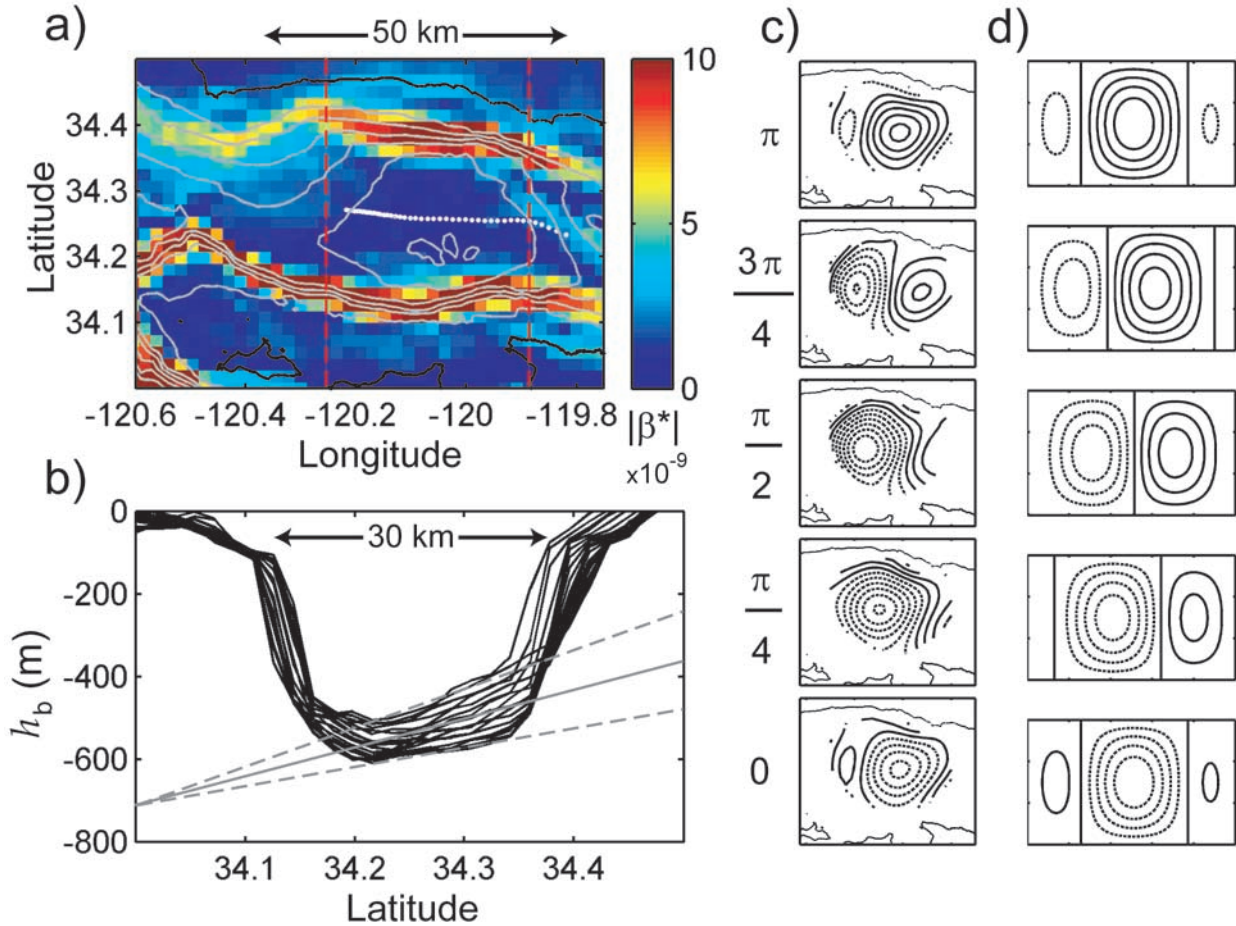 a)
50 km
Latitude
34.4
34.3
34.2
34.1
-120.6 -120.4 -120.2 -120 -119.8
Longitude
10
5
0
|β*|
x10⁻⁹
b)
30 km
h_b (m)
0
-200
-400
-600
-800
34.1 34.2 34.3 34.4
Latitude
c)
π
3π
4
π
2
π
4
0
d)